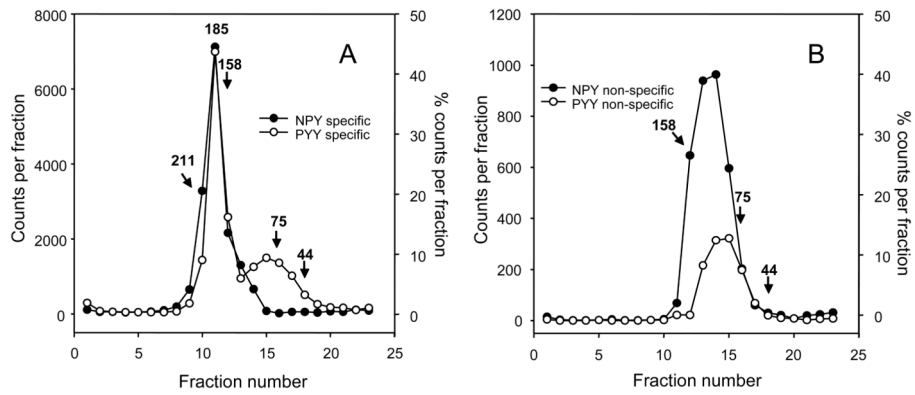 A
8000
6000
4000
2000
0
Counts per fraction
50
40
30
20
10
0
% counts per fraction
185
158
211
75
44
NPY specific
PYY specific
0 5 10 15 20 25
Fraction number
B
1200
1000
800
600
400
200
0
Counts per fraction
50
40
30
20
10
0
% counts per fraction
NPY non-specific
PYY non-specific
158
75
44
0 5 10 15 20 25
Fraction number